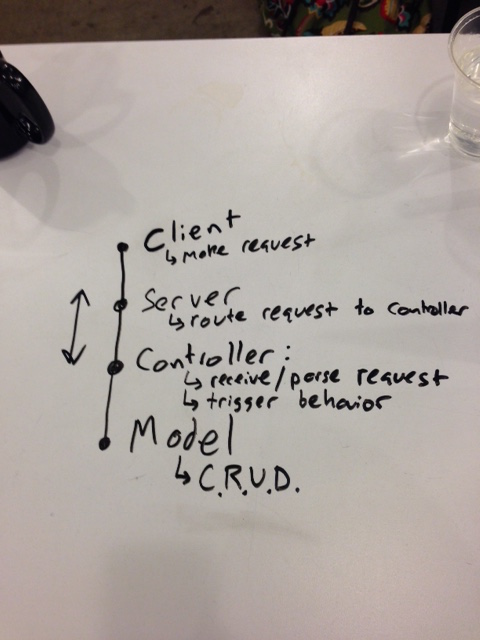 Client
↳ make request
Server
↳ route request to controller
Controller:
↳ receive/parse request
↳ trigger behavior
Model
↳ C.R.U.D.